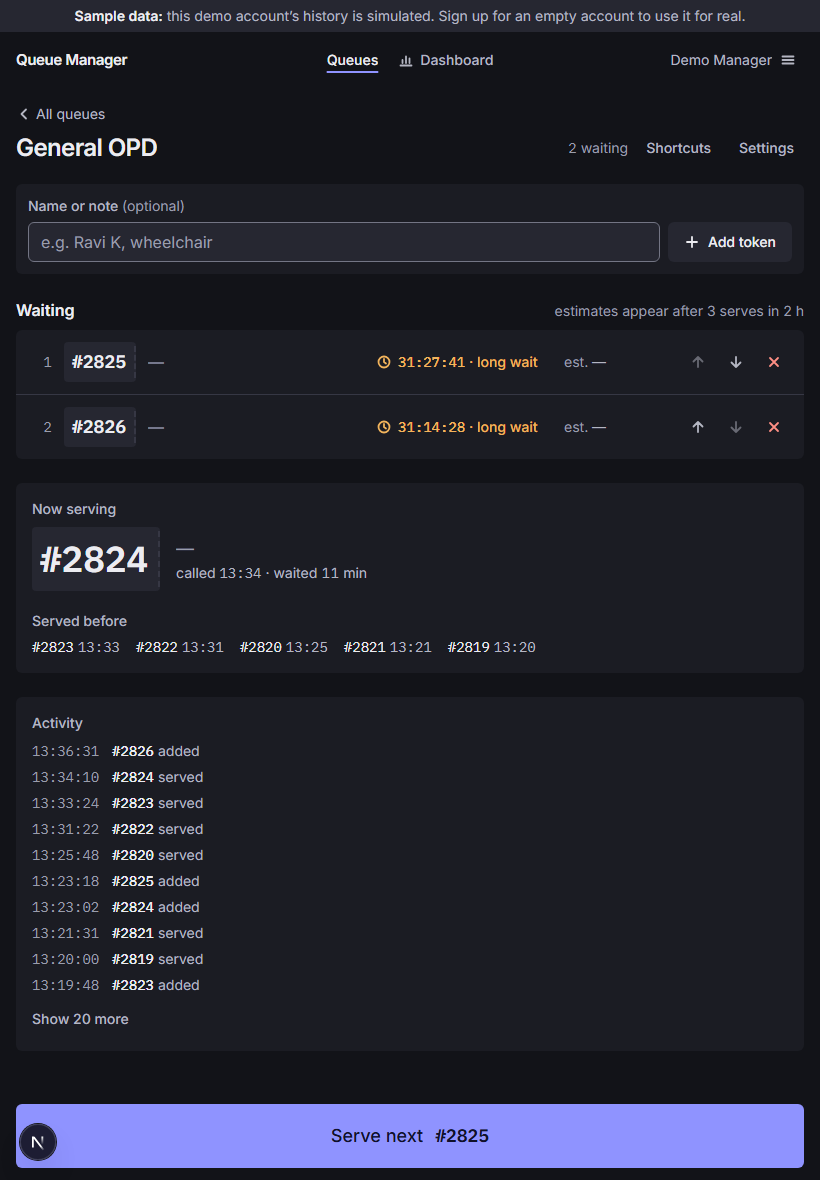 Sample data: this demo account’s history is simulated. Sign up for an empty account to use it for real.
Queue Manager Queues Dashboard Demo Manager
All queues
General OPD 2 waiting Shortcuts Settings
Name or note (optional)
e.g. Ravi K, wheelchair + Add token
Waiting estimates appear after 3 serves in 2 h
1 #2825 — 31:27:41 · long wait est. —
2 #2826 — 31:14:28 · long wait est. —
Now serving
#2824 —
called 13:34 · waited 11 min
Served before
#2823 13:33 #2822 13:31 #2820 13:25 #2821 13:21 #2819 13:20
Activity
13:36:31 #2826 added
13:34:10 #2824 served
13:33:24 #2823 served
13:31:22 #2822 served
13:25:48 #2820 served
13:23:18 #2825 added
13:23:02 #2824 added
13:21:31 #2821 served
13:20:00 #2819 served
13:19:48 #2823 added
Show 20 more
Serve next #2825
N